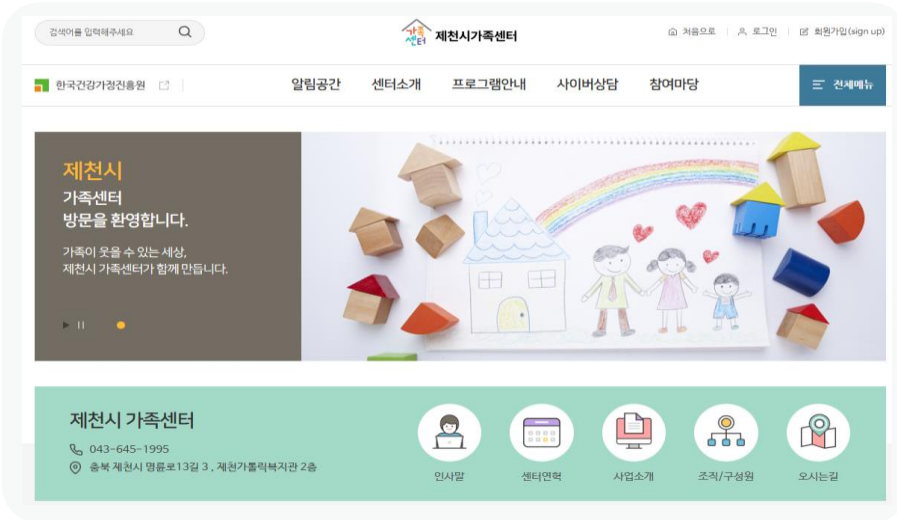 검색어를 입력해주세요
가족센터 제천시가족센터
처음으로 로그인 회원가입(sign up)
한국건강가정진흥원
알림공간 센터소개 프로그램안내 사이버상담 참여마당
전체메뉴
제천시
가족센터
방문을 환영합니다.
가족이 웃을 수 있는 세상,
제천시 가족센터가 함께 만듭니다.
제천시 가족센터
043-645-1995
충북 제천시 명륜로13길 3 , 제천가톨릭복지관 2층
인사말 센터연혁 사업소개 조직/구성원 오시는길